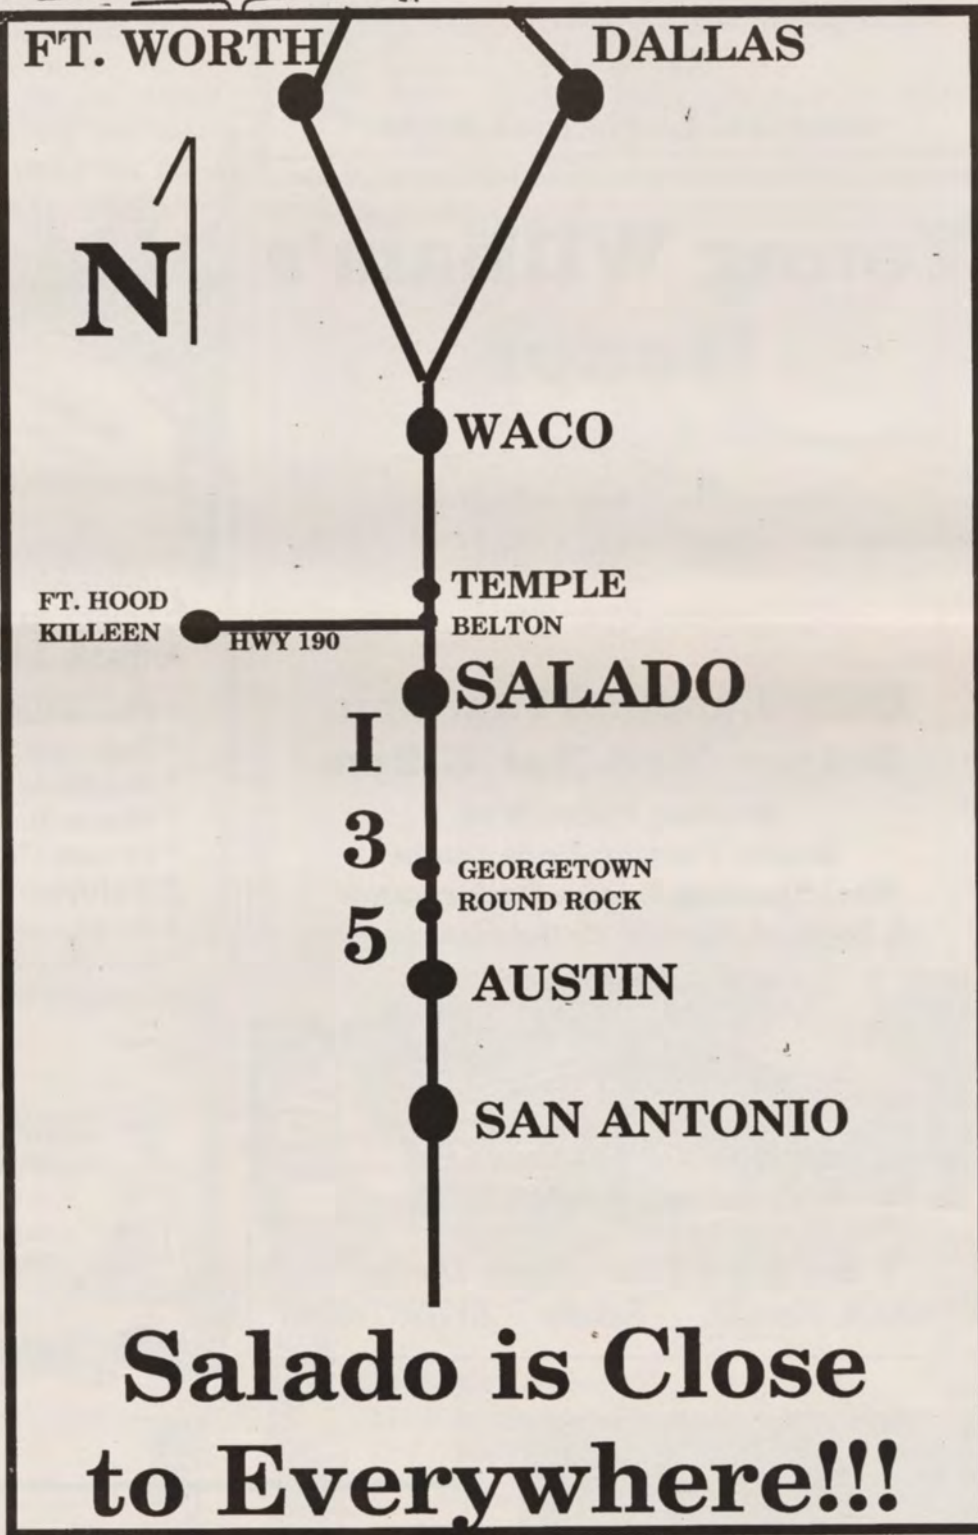 FT. WORTH
DALLAS
N
WACO
TEMPLE
FT. HOOD
KILLEEN
HWY 190
BELTON
SALADO
I
3
5
GEORGETOWN
ROUND ROCK
AUSTIN
SAN ANTONIO
Salado is Close
to Everywhere!!!